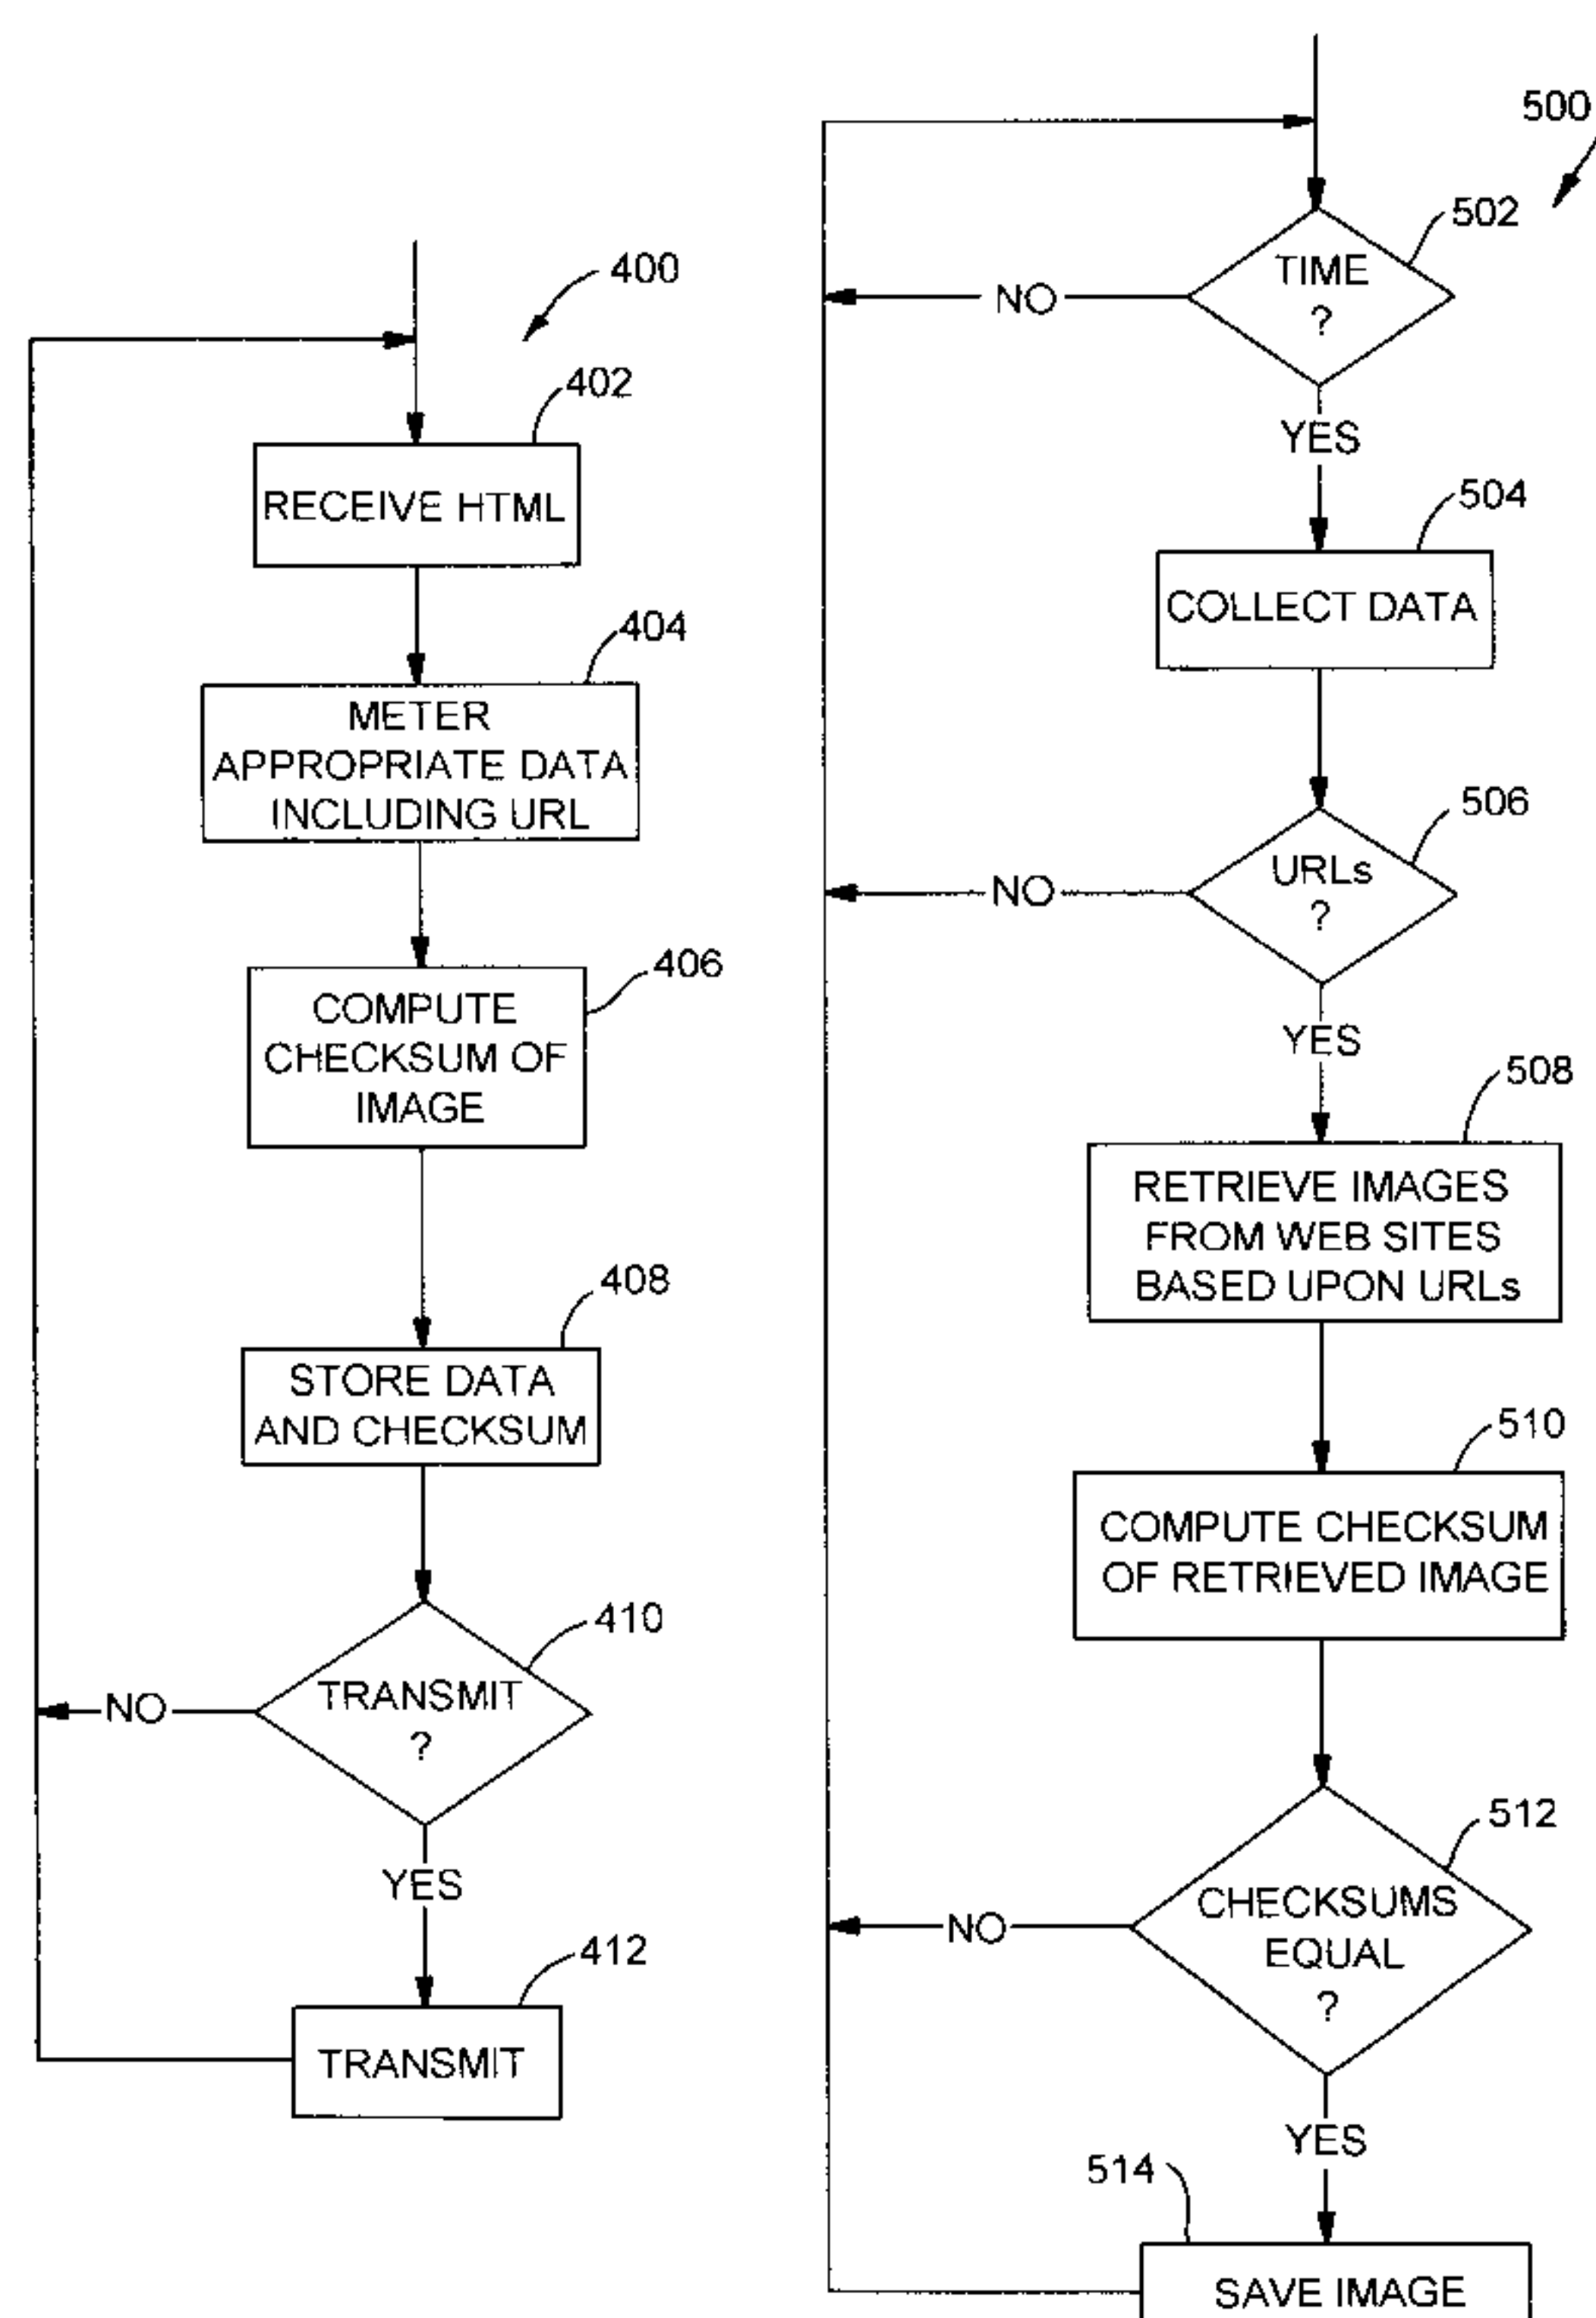 400
402
RECEIVE HTML
404
METER
APPROPRIATE DATA
INCLUDING URL
406
COMPUTE
CHECKSUM OF
IMAGE
408
STORE DATA
AND CHECKSUM
410
TRANSMIT
?
NO
YES
412
TRANSMIT
500
502
TIME
?
NO
YES
504
COLLECT DATA
506
URLs
?
NO
YES
508
RETRIEVE IMAGES
FROM WEB SITES
BASED UPON URLs
510
COMPUTE CHECKSUM
OF RETRIEVED IMAGE
512
CHECKSUMS
EQUAL
?
NO
YES
514
SAVE IMAGE